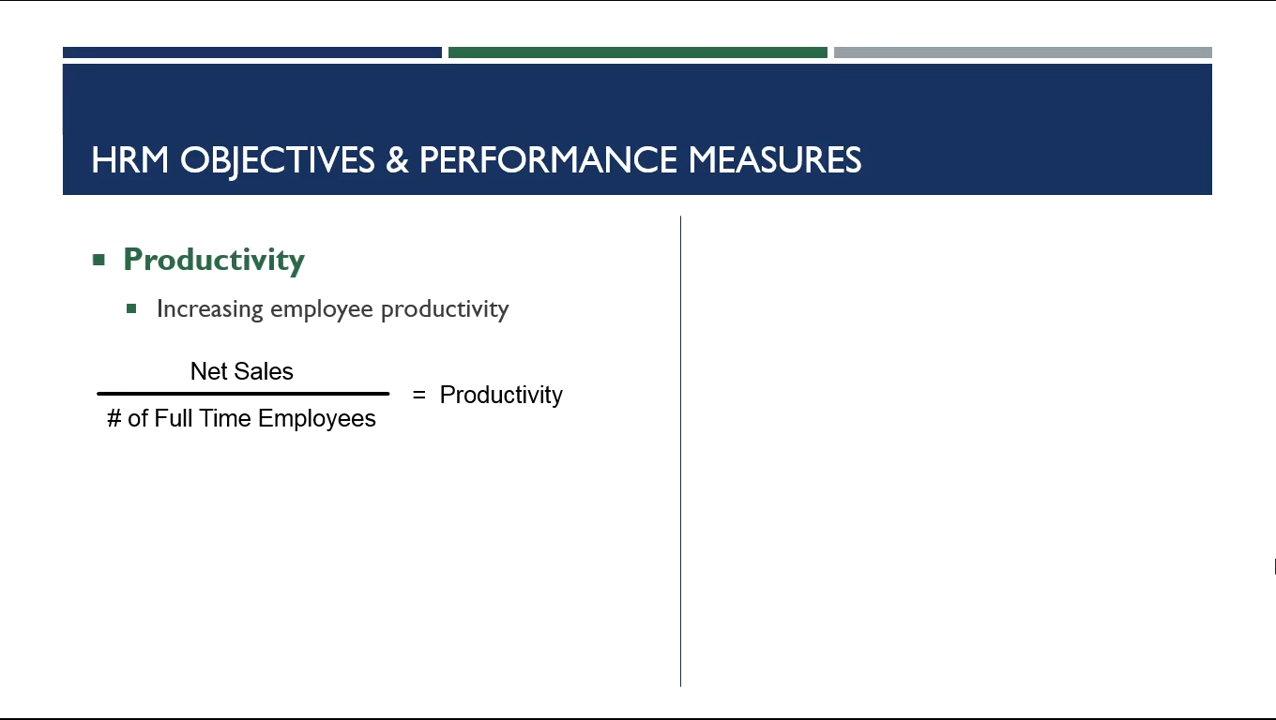 HRM OBJECTIVES & PERFORMANCE MEASURES
Productivity
Increasing employee productivity
Net Sales
# of Full Time Employees
= Productivity